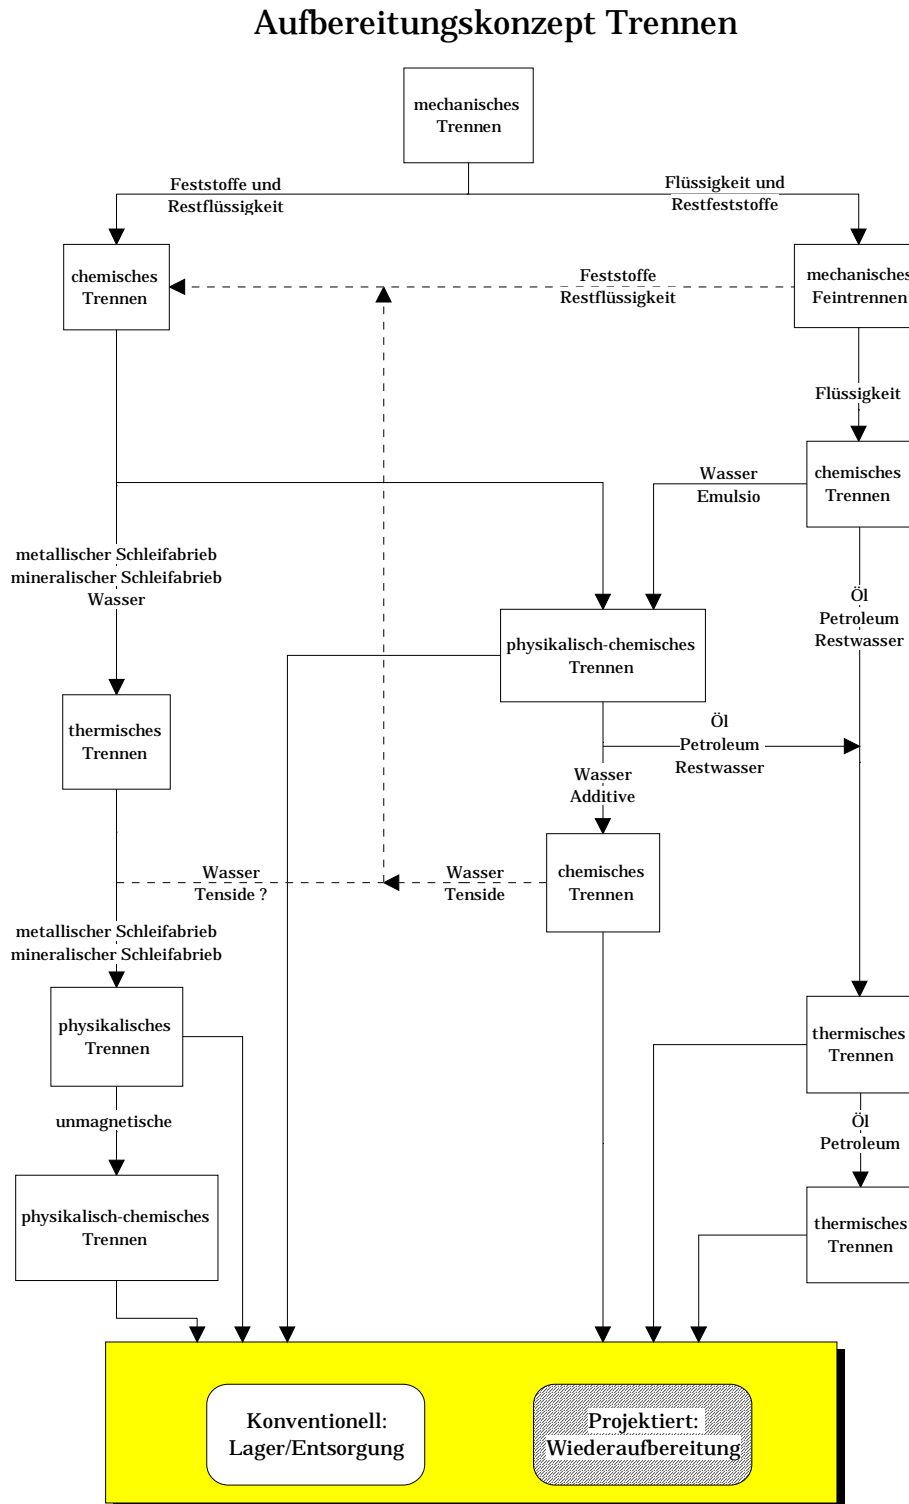 Aufbereitungskonzept Trennen
mechanisches
Trennen
Feststoffe und
Restflüssigkeit
Flüssigkeit und
Restfeststoffe
chemisches
Trennen
Feststoffe
Restflüssigkeit
mechanisches
Feintrennen
Flüssigkeit
Wasser
Emulsio
chemisches
Trennen
metallischer Schleifabrieb
mineralischer Schleifabrieb
Wasser
Öl
Petroleum
Restwasser
physikalisch-chemisches
Trennen
thermisches
Trennen
Öl
Petroleum
Restwasser
Wasser
Additive
Wasser
Tenside ?
Wasser
Tenside
chemisches
Trennen
metallischer Schleifabrieb
mineralischer Schleifabrieb
physikalisches
Trennen
thermisches
Trennen
unmagnetische
Öl
Petroleum
physikalisch-chemisches
Trennen
thermisches
Trennen
Konventionell:
Lager/Entsorgung
Projektiert:
Wiederaufbereitung